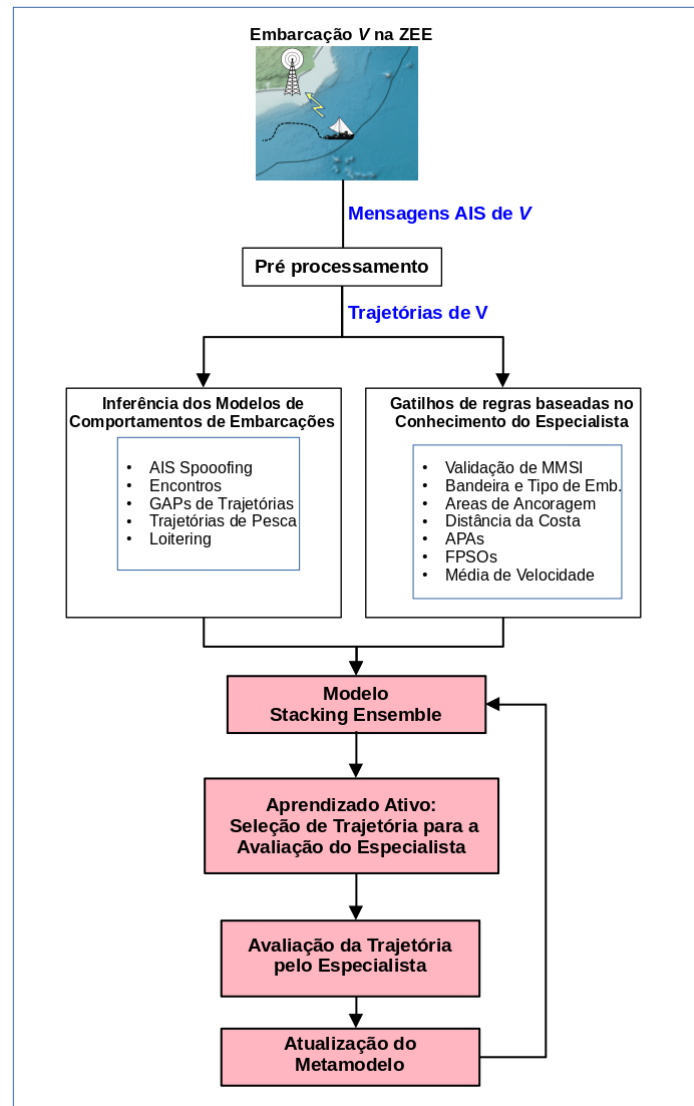 Embarcação V na ZEE
Mensagens AIS de V
Pré processamento
Trajetórias de V
Inferência dos Modelos de
Comportamentos de Embarcações
• AIS Spooofing
• Encontros
• GAPs de Trajetórias
• Trajetórias de Pesca
• Loitering
Gatilhos de regras baseadas no
Conhecimento do Especialista
• Validação de MMSI
• Bandeira e Tipo de Emb.
• Areas de Ancoragem
• Distância da Costa
• APAs
• FPSOs
• Média de Velocidade
Modelo
Stacking Ensemble
Aprendizado Ativo:
Seleção de Trajetória para a
Avaliação do Especialista
Avaliação da Trajetória
pelo Especialista
Atualização do
Metamodelo